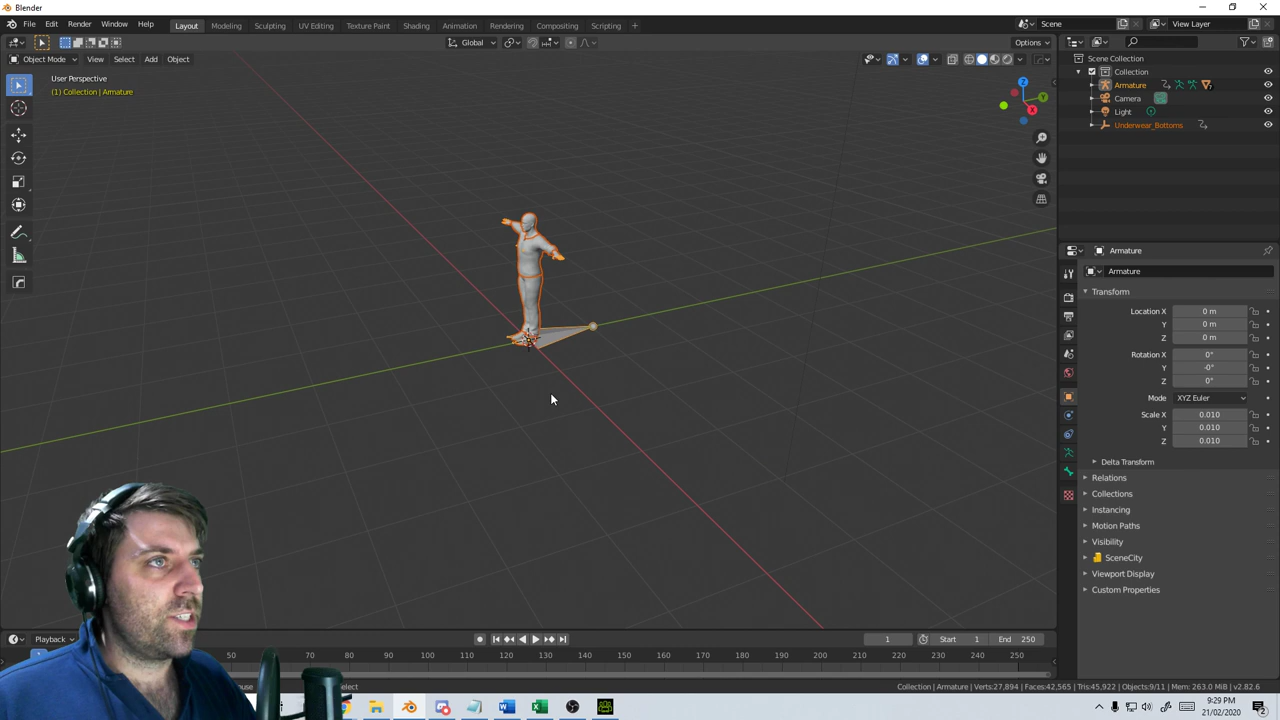 Blender
File Edit Render Window Help Layout Modeling Sculpting UV Editing Texture Paint Shading Animation Rendering Compositing Scripting + Scene View Layer
Global Options
Object Mode View Select Add Object
User Perspective
(1) Collection | Armature
Z
Y
X
Scene Collection
Collection
Armature
Camera
Light
Underwear_Bottoms
Armature
Armature
Transform
Location X 0 m
Y 0 m
Z 0 m
Rotation X 0°
Y -0°
Z 0°
Mode XYZ Euler
Scale X 0.010
Y 0.010
Z 0.010
Delta Transform
Relations
Collections
Instancing
Motion Paths
Visibility
SceneCity
Viewport Display
Custom Properties
Playback 1 Start 1 End 250
50 70 80 90 100 110 120 130 140 150 160 170 180 190 200 210 220 230 240 250
Collection | Armature | Verts:27,894 | Faces:42,565 | Tris:45,922 | Objects:9/11 | Mem: 263.0 MiB | v2.82.6
9:29 PM
21/02/2020